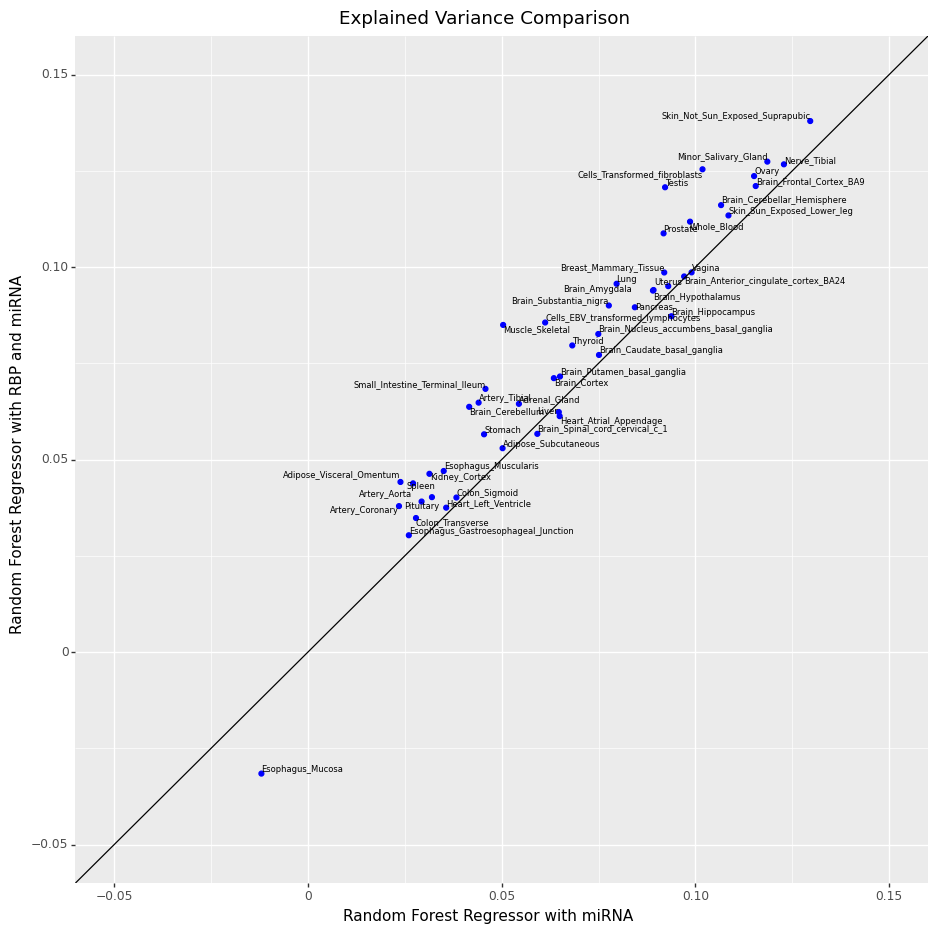 Explained Variance Comparison
0.15
Skin_Not_Sun_Exposed_Suprapubic
Minor_Salivary_Gland
Nerve_Tibial
Ovary
Cells_Transformed_fibroblasts
Testis
Brain_Frontal_Cortex_BA9
Brain_Cerebellar_Hemisphere
Skin_Sun_Exposed_Lower_leg
Whole_Blood
Prostate
0.10
Breast_Mammary_Tissue
Vagina
Lung
Uterus
Brain_Anterior_cingulate_cortex_BA24
Brain_Amygdala
Brain_Hypothalamus
Brain_Substantia_nigra
Pancreas
Brain_Hippocampus
Cells_EBV_transformed_lymphocytes
Muscle_Skeletal
Brain_Nucleus_accumbens_basal_ganglia
Thyroid
Brain_Caudate_basal_ganglia
Brain_Putamen_basal_ganglia
Brain_Cortex
Small_Intestine_Terminal_Ileum
Artery_Tibial
Adrenal_Gland
Brain_Cerebellum
Liver
Heart_Atrial_Appendage
Stomach
Brain_Spinal_cord_cervical_c_1
Adipose_Subcutaneous
0.05
Esophagus_Muscularis
Adipose_Visceral_Omentum
Kidney_Cortex
Spleen
Artery_Aorta
Colon_Sigmoid
Pituitary
Heart_Left_Ventricle
Artery_Coronary
Colon_Transverse
Esophagus_Gastroesophageal_Junction
0
Esophagus_Mucosa
−0.05
−0.05
0
0.05
0.10
0.15
Random Forest Regressor with miRNA
Random Forest Regressor with RBP and miRNA